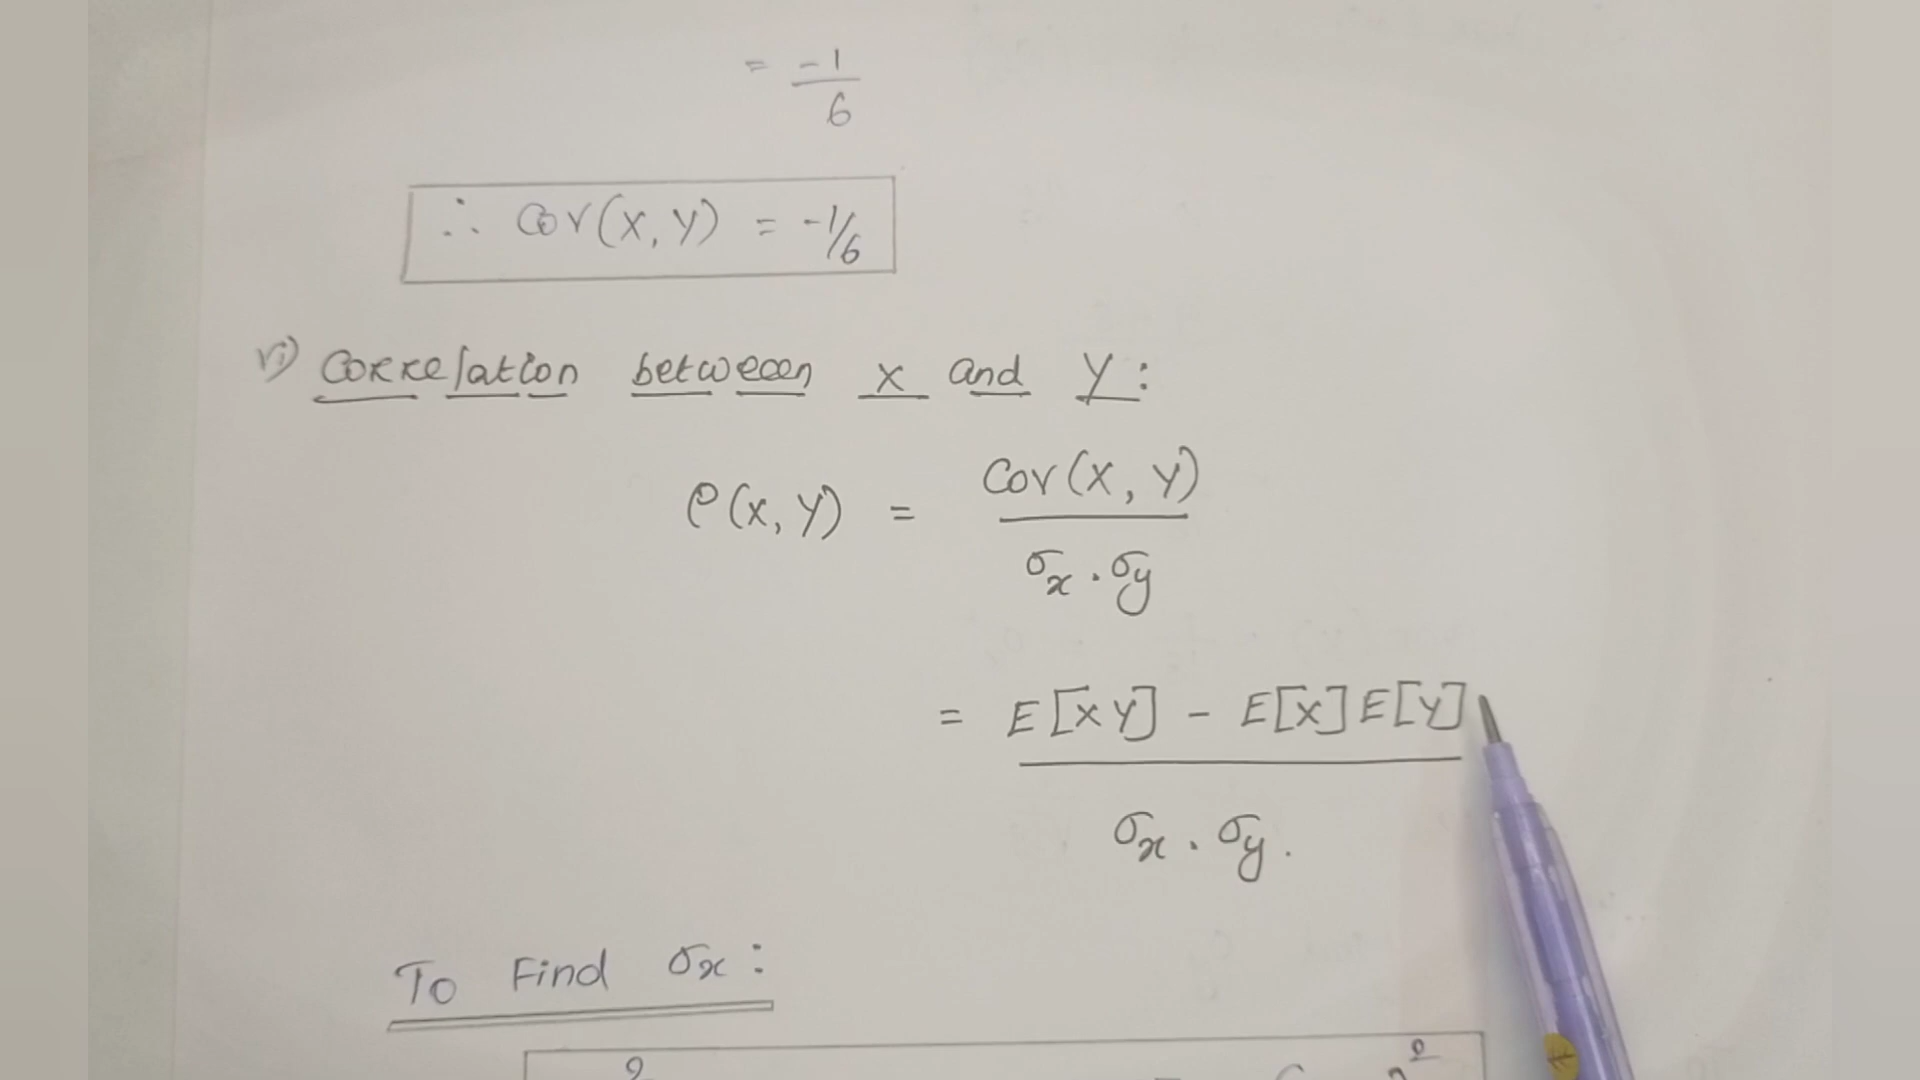 = -1/6
∴ Cov(X, Y) = -1/6
vi) Correlation between X and Y:
ρ(X, Y) = Cov(X, Y) / σx . σy
= E[XY] - E[X]E[Y] / σx . σy .
To Find σx :